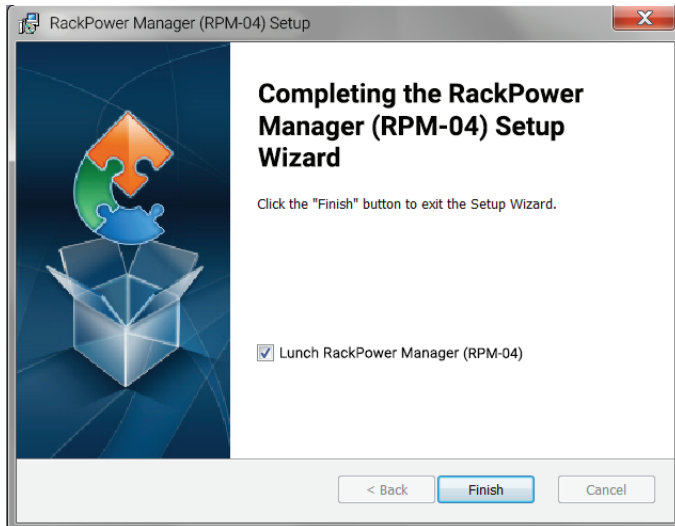 RackPower Manager (RPM-04) Setup
X
Completing the RackPower
Manager (RPM-04) Setup
Wizard
Click the "Finish" button to exit the Setup Wizard.
Lunch RackPower Manager (RPM-04)
< Back Finish Cancel